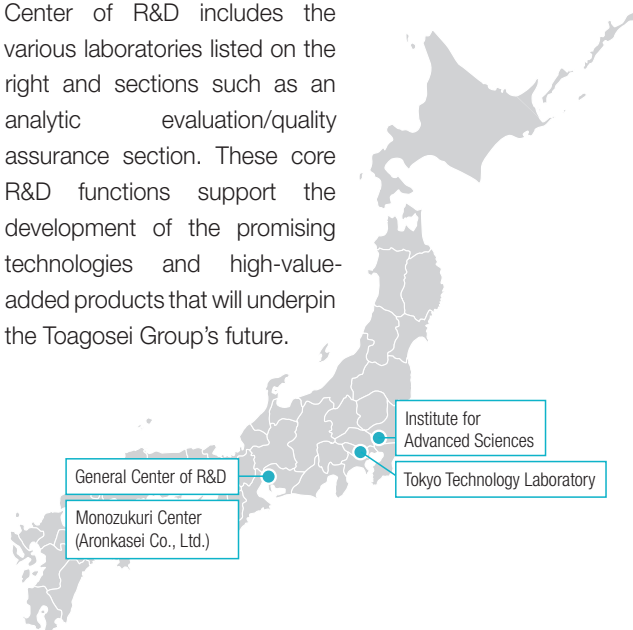 Center of R&D includes the
various laboratories listed on the
right and sections such as an
analytic evaluation/quality
assurance section. These core
R&D functions support the
development of the promising
technologies and high-value-
added products that will underpin
the Toagosei Group’s future.
Institute for
Advanced Sciences
General Center of R&D
Tokyo Technology Laboratory
Monozukuri Center
(Aronkasei Co., Ltd.)